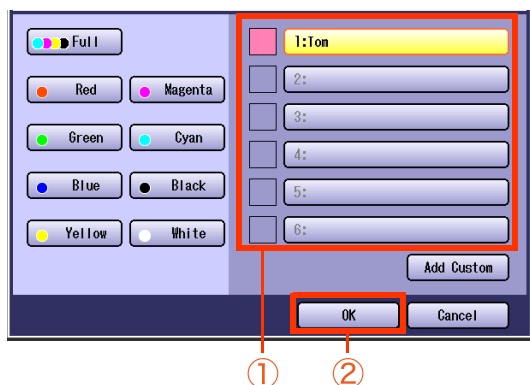 Full
Red
Magenta
Green
Cyan
Blue
Black
Yellow
White
1:Tom
2:
3:
4:
5:
6:
Add Custom
OK
Cancel
① ②